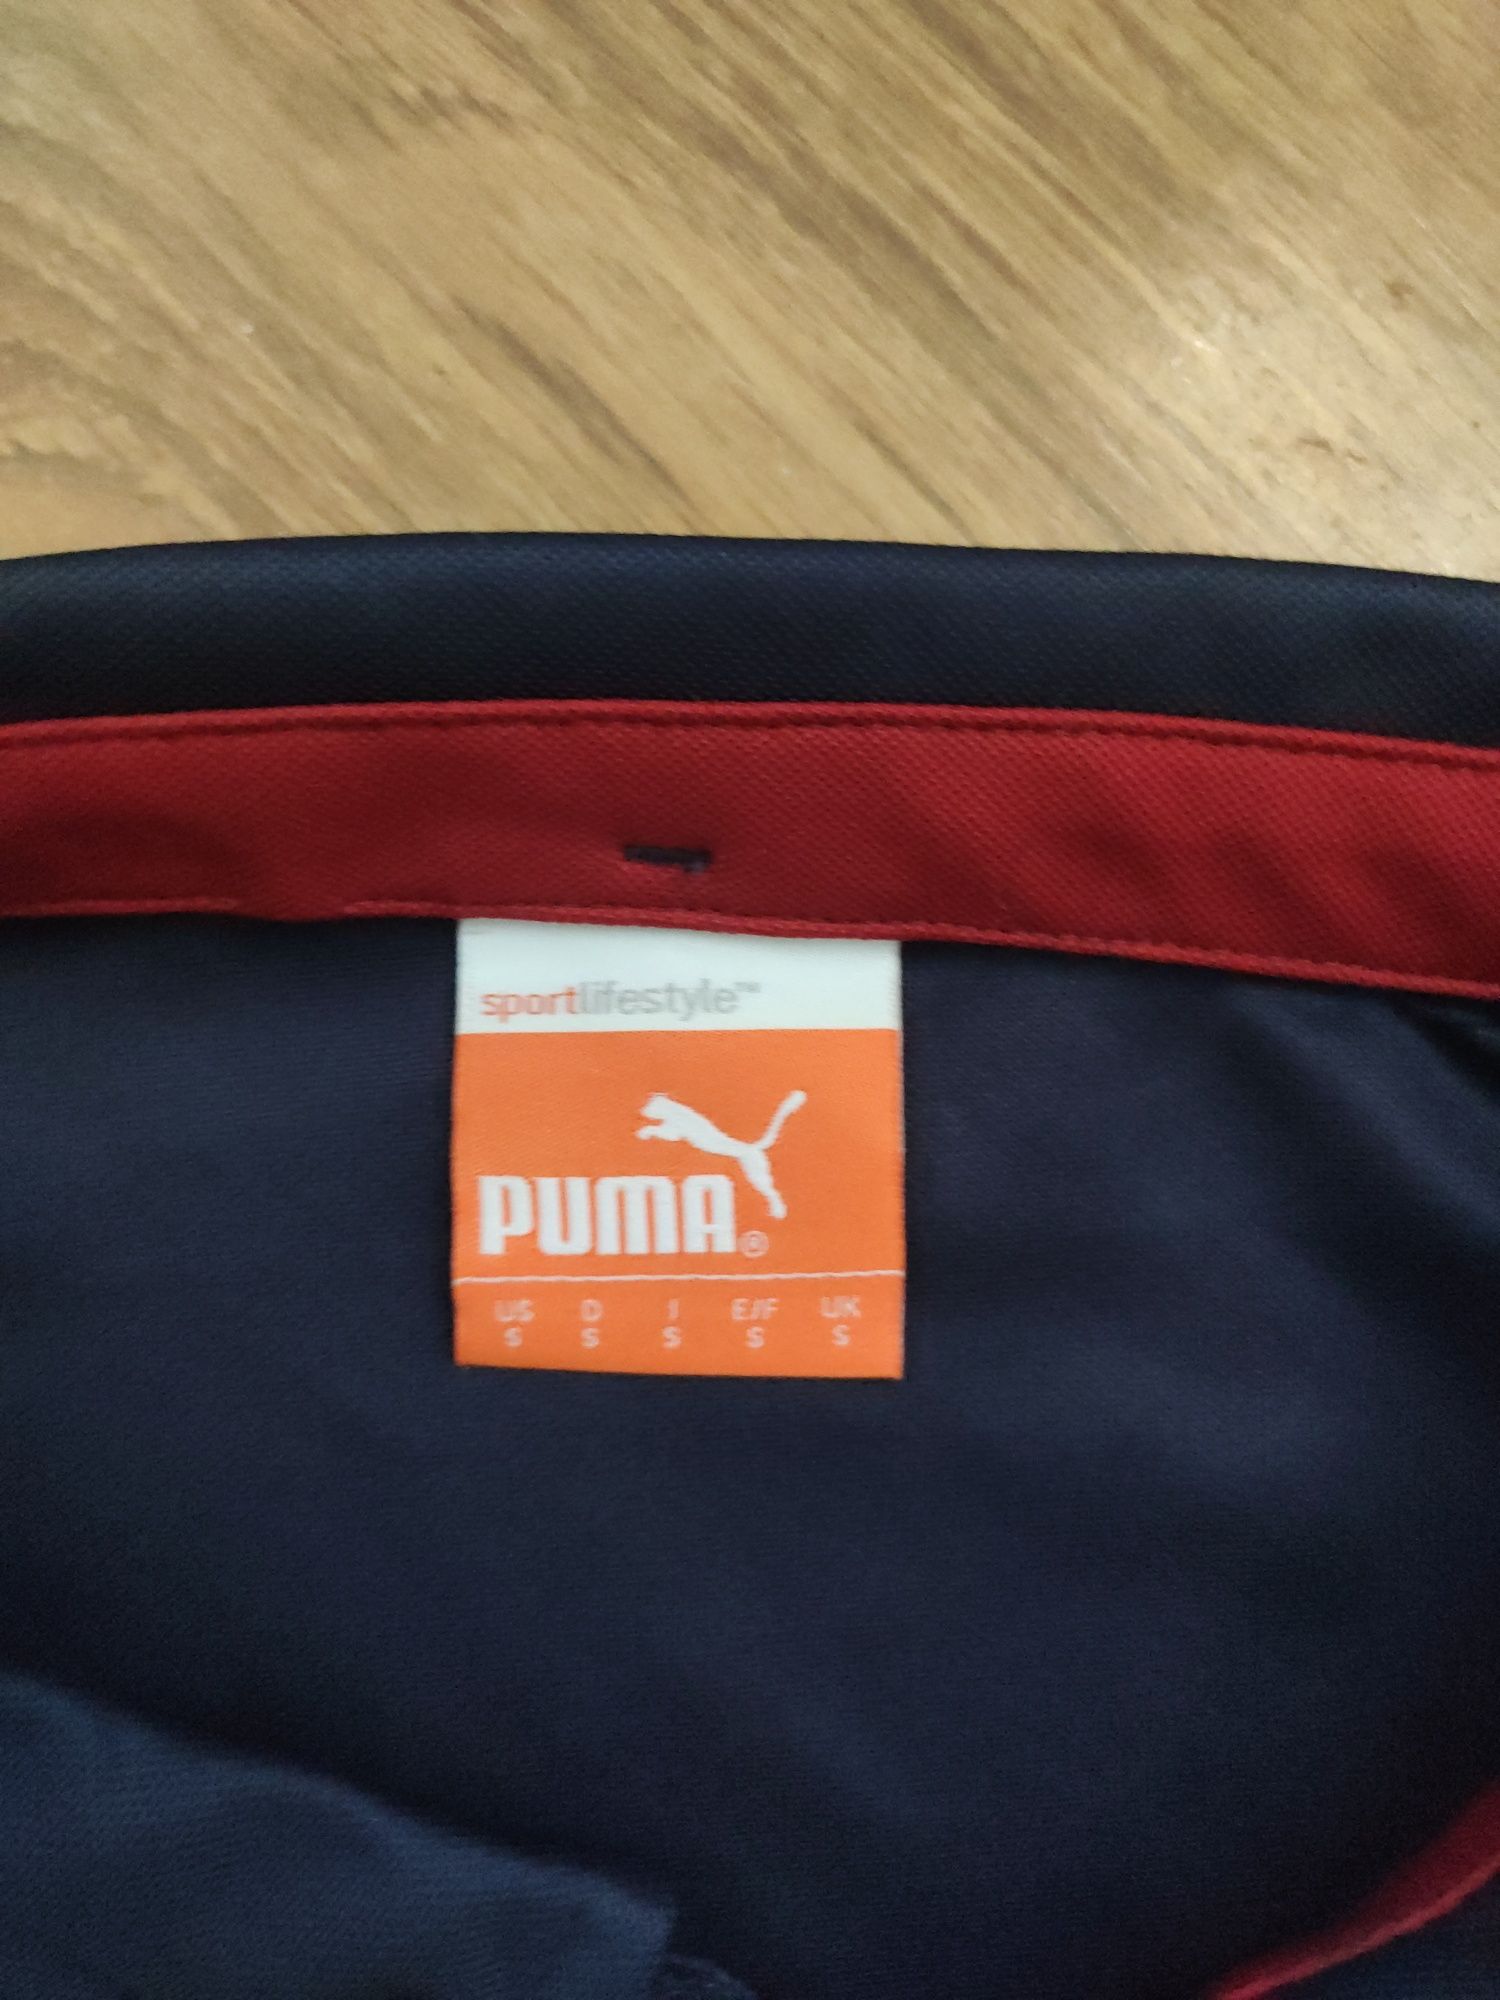 sportlifestyle™
PUMA®
US D I E/F UK
S S S S S